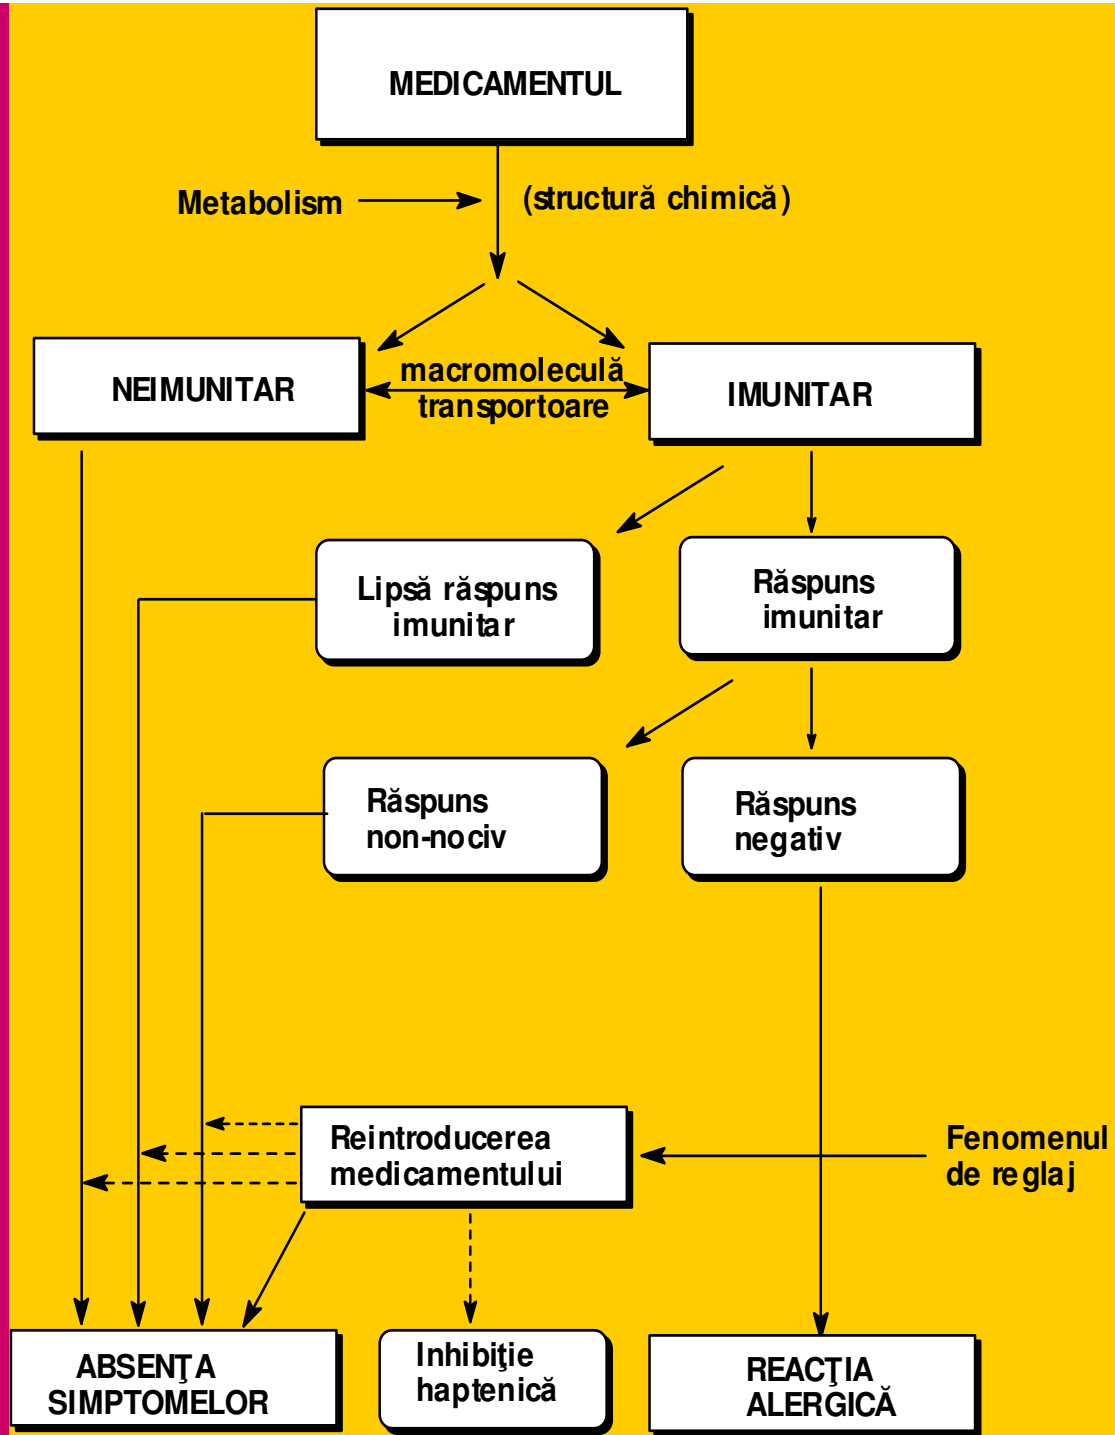 MEDICAMENTUL
Metabolism
(structură chimică)
NEIMUNITAR
macromoleculă
transportoare
IMUNITAR
Lipsă răspuns
imunitar
Răspuns
imunitar
Răspuns
non-nociv
Răspuns
negativ
Reintroducerea
medicamentului
Fenomenul
de reglaj
ABSENŢA
SIMPTOMELOR
Inhibiţie
haptenică
REACŢIA
ALERGICĂ